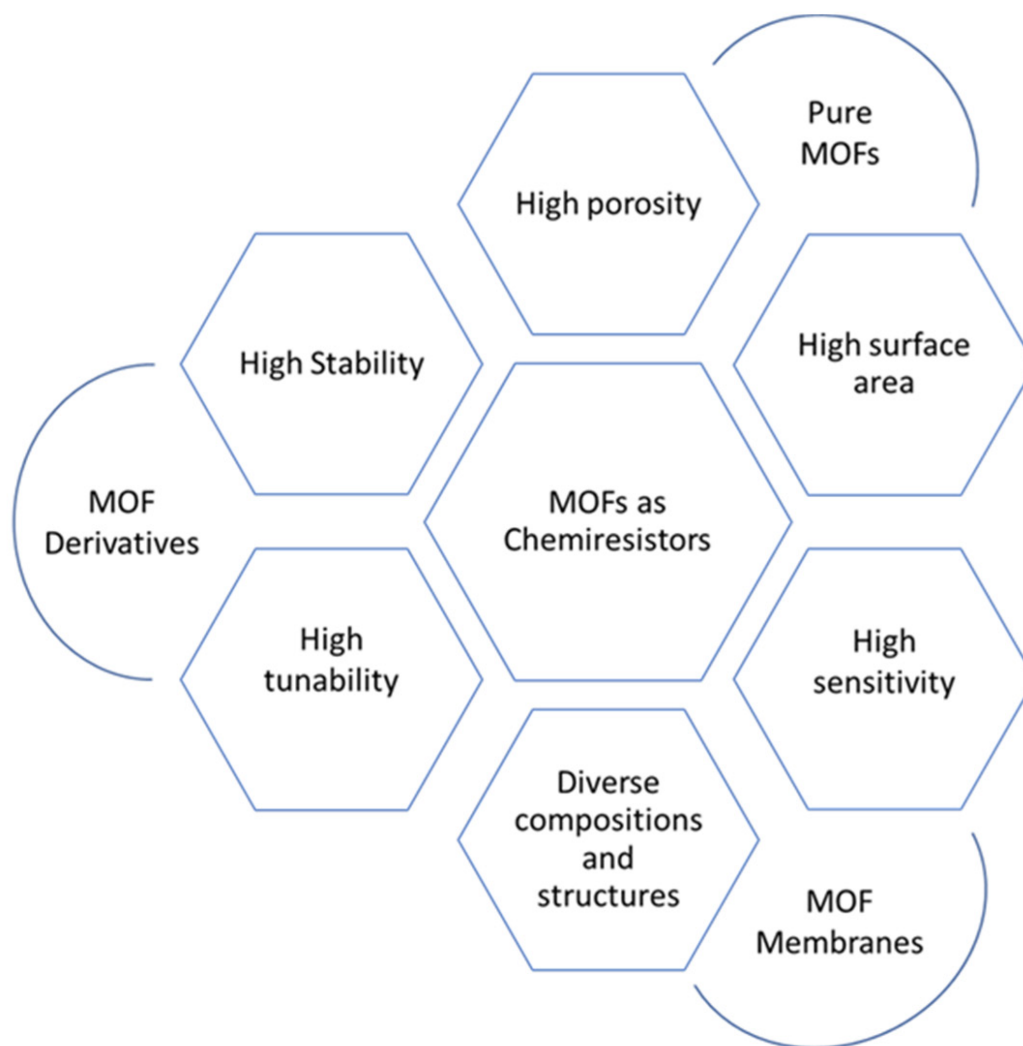 Pure
MOFs
High porosity
High surface
area
High Stability
MOFs as
Chemiresistors
MOF
Derivatives
High
tunability
High
sensitivity
Diverse
compositions
and
structures
MOF
Membranes